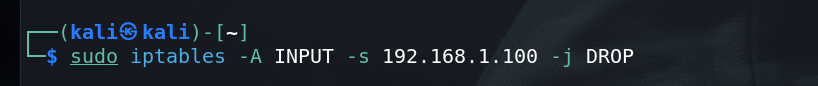 ┌──(kali㉿kali)-[~]
└─$ sudo iptables -A INPUT -s 192.168.1.100 -j DROP